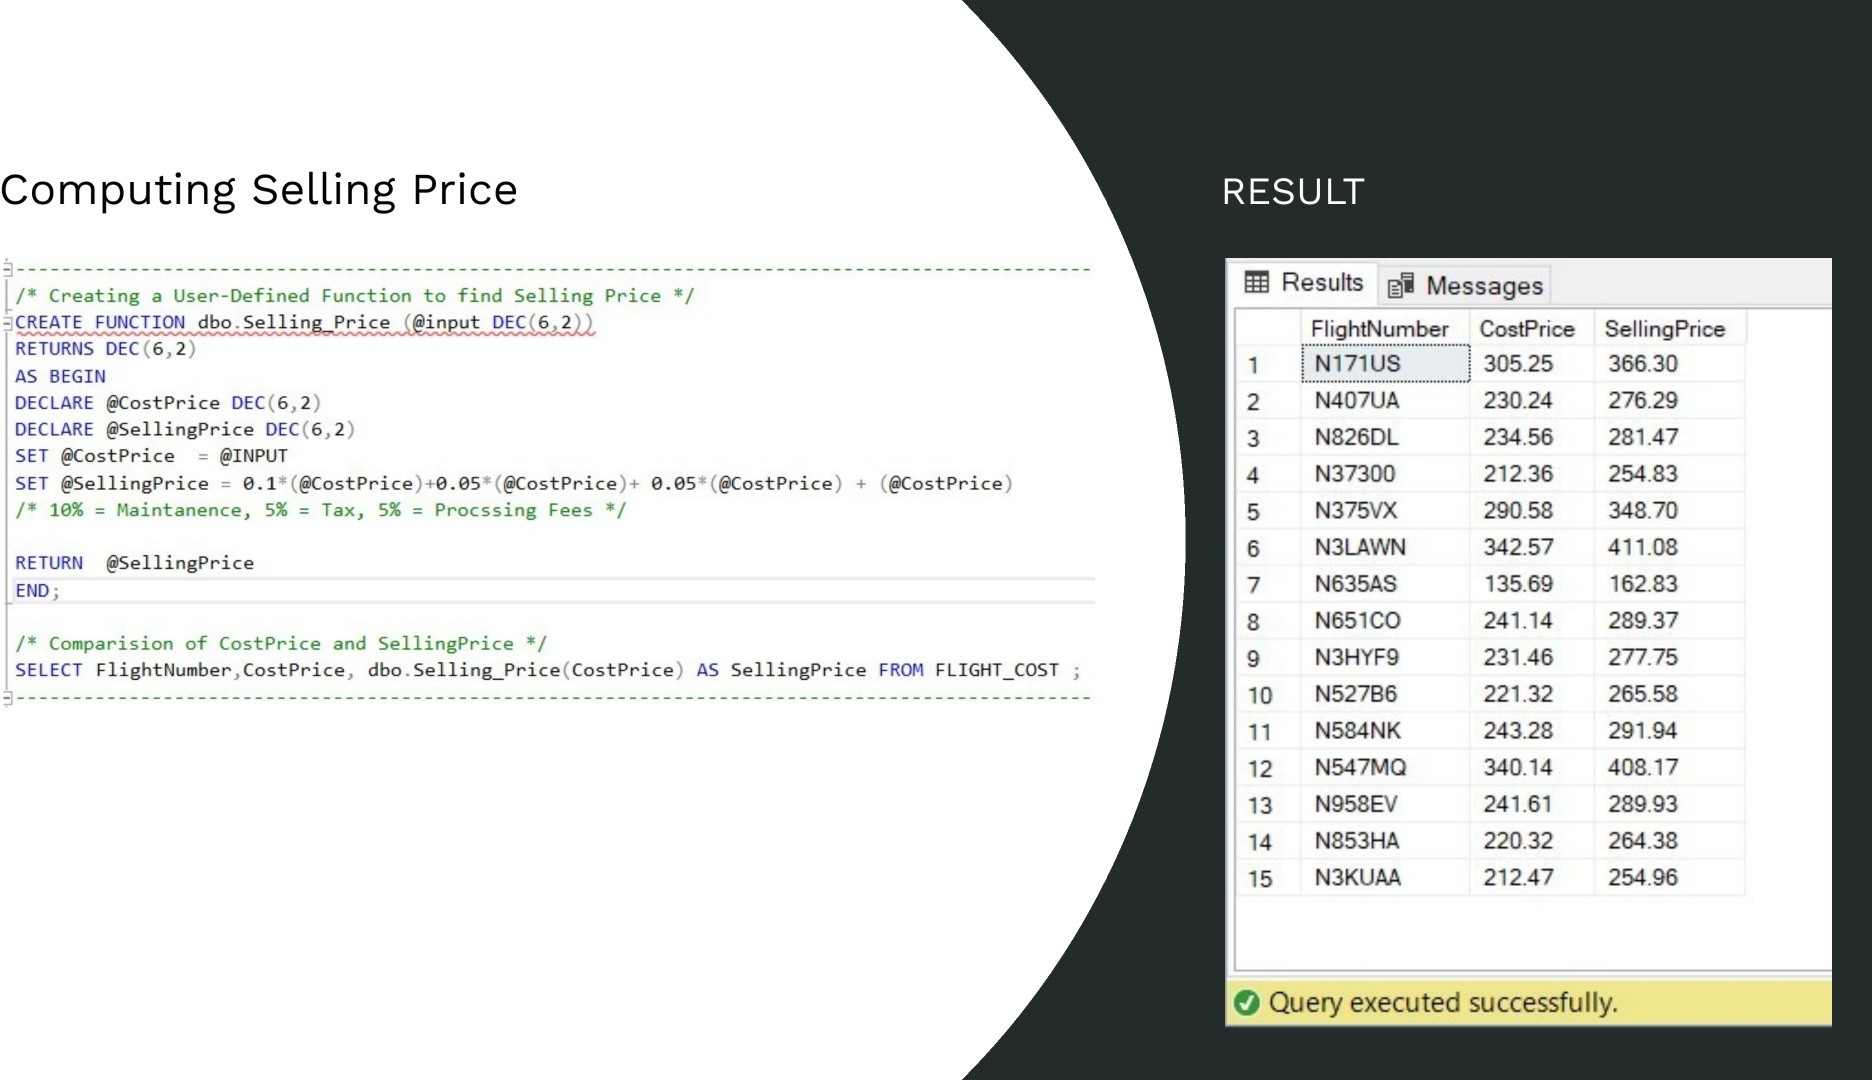 Computing Selling Price
--------------------------------------------------------------------------------
/* Creating a User-Defined Function to find Selling Price */
CREATE FUNCTION dbo.Selling_Price (@input DEC(6,2))
RETURNS DEC(6,2)
AS BEGIN
DECLARE @CostPrice DEC(6,2)
DECLARE @SellingPrice DEC(6,2)
SET @CostPrice  = @INPUT
SET @SellingPrice = 0.1*(@CostPrice)+0.05*(@CostPrice)+ 0.05*(@CostPrice) + (@CostPrice)
/* 10% = Maintanence, 5% = Tax, 5% = Procssing Fees */
RETURN  @SellingPrice
END;
/* Comparision of CostPrice and SellingPrice */
SELECT FlightNumber,CostPrice, dbo.Selling_Price(CostPrice) AS SellingPrice FROM FLIGHT_COST ;
--------------------------------------------------------------------------------
RESULT
Results Messages
FlightNumber CostPrice SellingPrice
1 N171US 305.25 366.30
2 N407UA 230.24 276.29
3 N826DL 234.56 281.47
4 N37300 212.36 254.83
5 N375VX 290.58 348.70
6 N3LAWN 342.57 411.08
7 N635AS 135.69 162.83
8 N651CO 241.14 289.37
9 N3HYF9 231.46 277.75
10 N527B6 221.32 265.58
11 N584NK 243.28 291.94
12 N547MQ 340.14 408.17
13 N958EV 241.61 289.93
14 N853HA 220.32 264.38
15 N3KUAA 212.47 254.96
Query executed successfully.